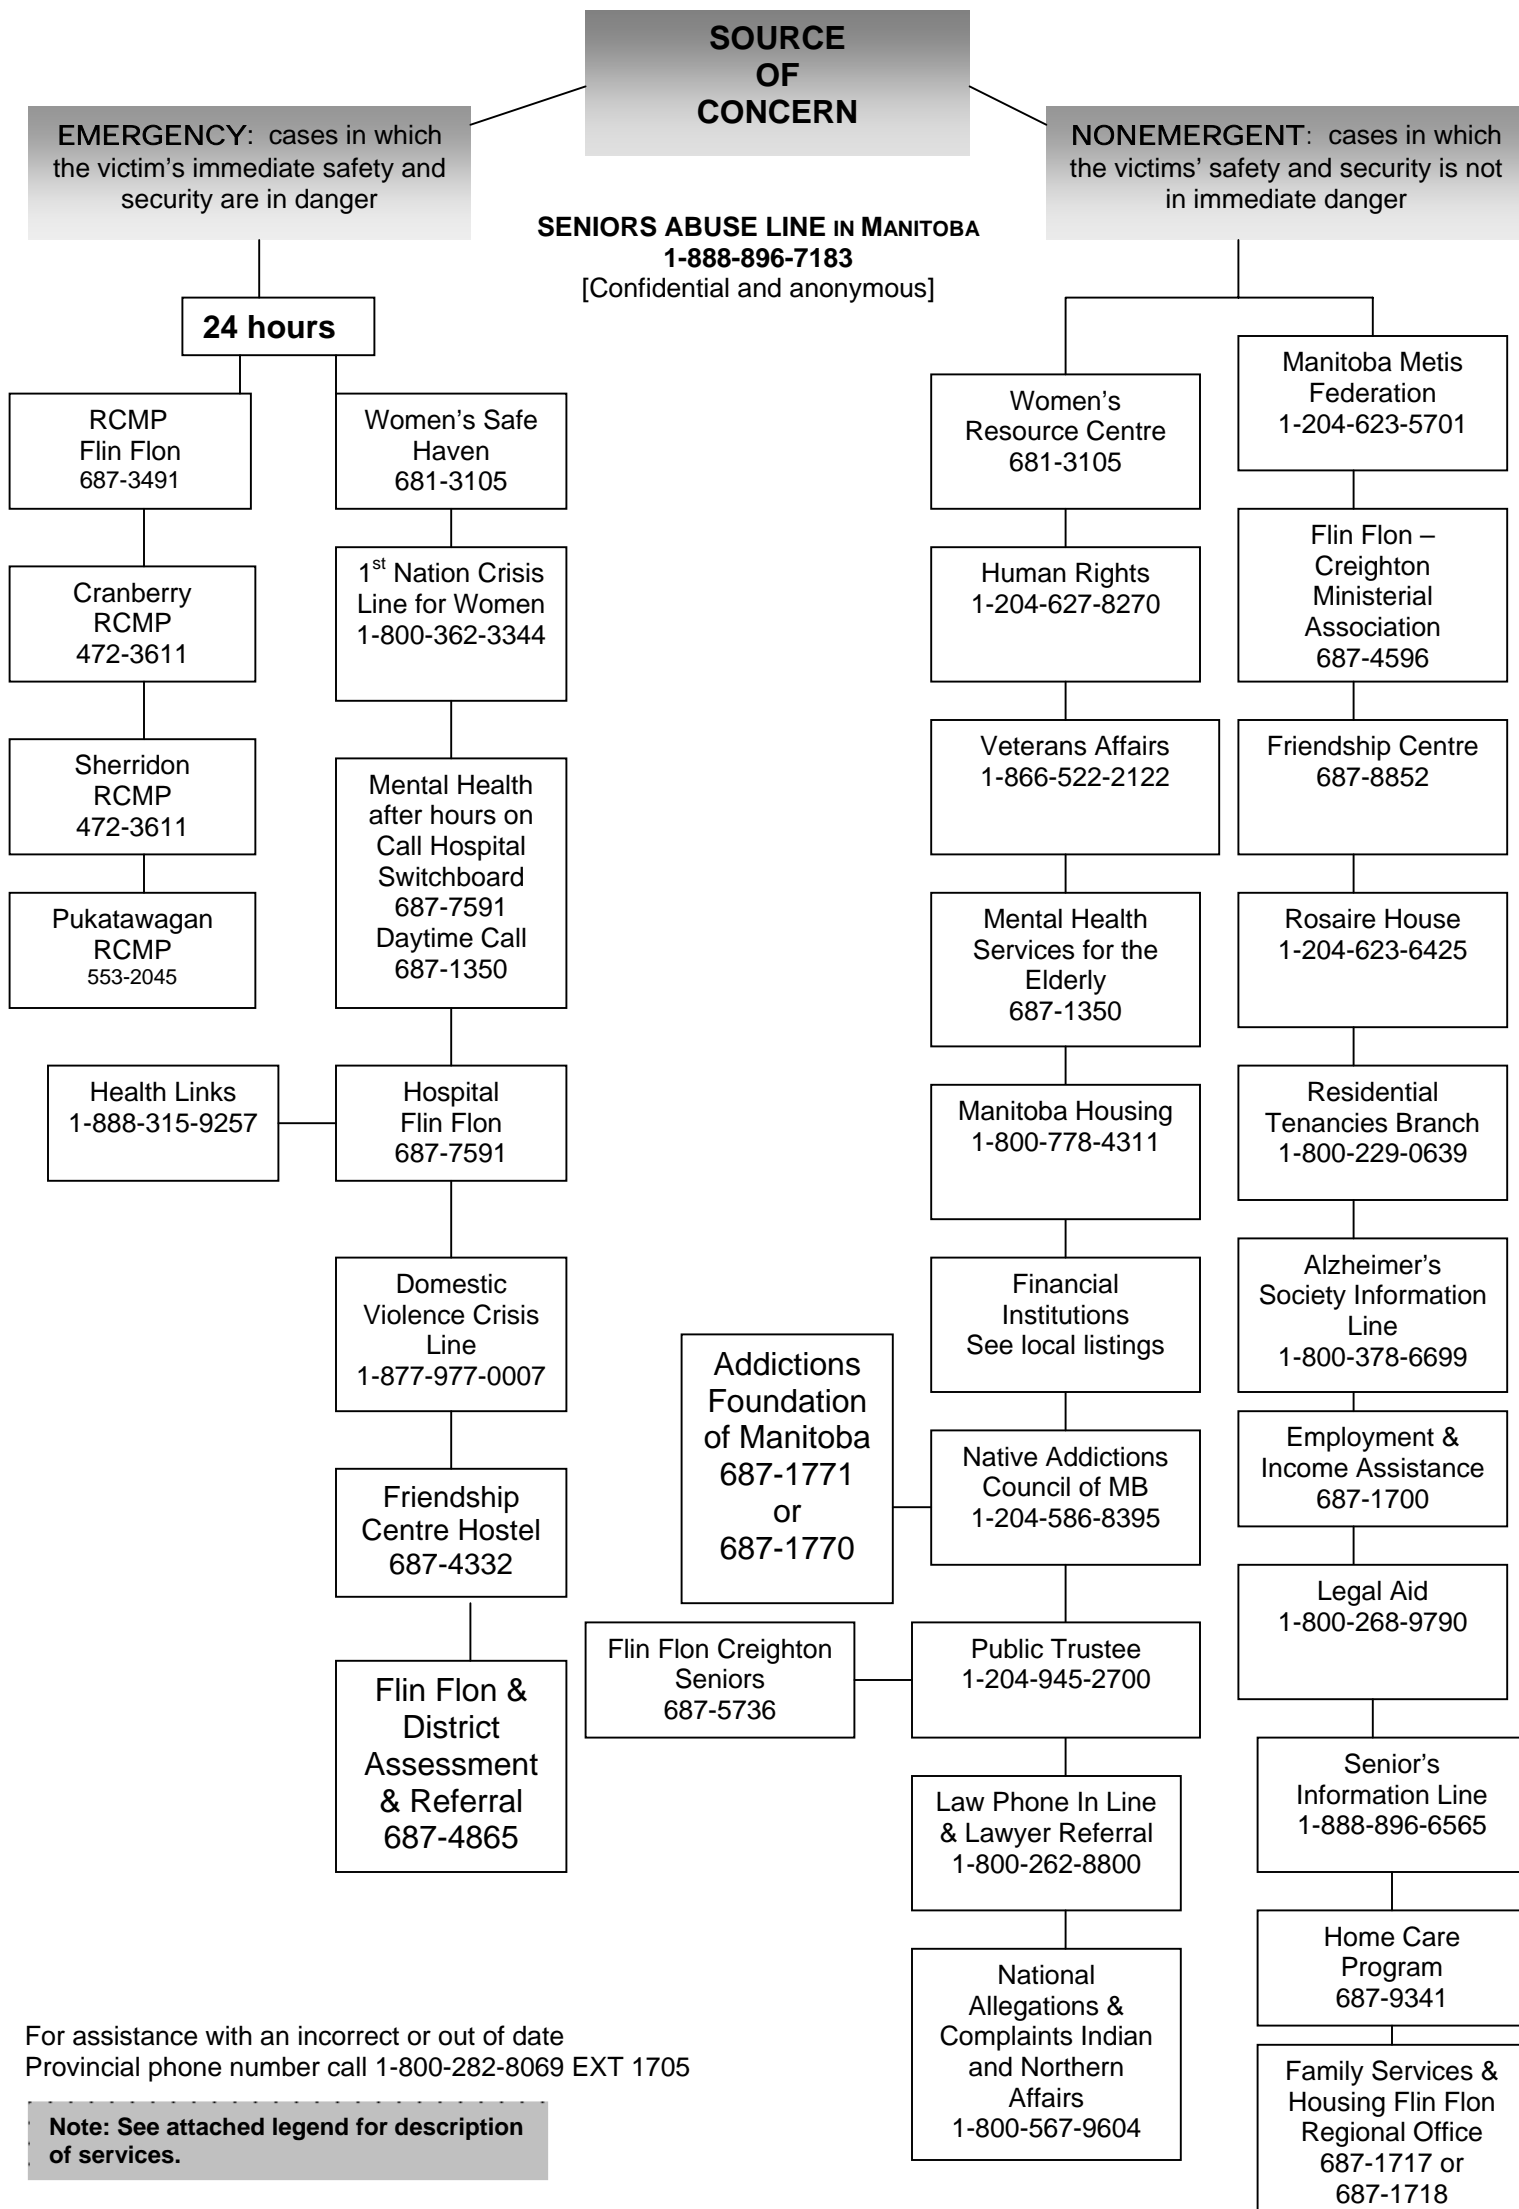 SOURCE
OF
CONCERN
EMERGENCY: cases in which
the victim's immediate safety and
security are in danger
NONEMERGENT: cases in which
the victims' safety and security is not
in immediate danger
SENIORS ABUSE LINE IN MANITOBA
1-888-896-7183
[Confidential and anonymous]
24 hours
RCMP
Flin Flon
687-3491
Cranberry
RCMP
472-3611
Sherridon
RCMP
472-3611
Pukatawagan
RCMP
553-2045
Women's Safe
Haven
681-3105
1st Nation Crisis
Line for Women
1-800-362-3344
Mental Health
after hours on
Call Hospital
Switchboard
687-7591
Daytime Call
687-1350
Health Links
1-888-315-9257
Hospital
Flin Flon
687-7591
Domestic
Violence Crisis
Line
1-877-977-0007
Friendship
Centre Hostel
687-4332
Flin Flon &
District
Assessment
& Referral
687-4865
Women's
Resource Centre
681-3105
Human Rights
1-204-627-8270
Veterans Affairs
1-866-522-2122
Mental Health
Services for the
Elderly
687-1350
Manitoba Housing
1-800-778-4311
Financial
Institutions
See local listings
Addictions
Foundation
of Manitoba
687-1771
or
687-1770
Native Addictions
Council of MB
1-204-586-8395
Flin Flon Creighton
Seniors
687-5736
Public Trustee
1-204-945-2700
Law Phone In Line
& Lawyer Referral
1-800-262-8800
National
Allegations &
Complaints Indian
and Northern
Affairs
1-800-567-9604
Manitoba Metis
Federation
1-204-623-5701
Flin Flon –
Creighton
Ministerial
Association
687-4596
Friendship Centre
687-8852
Rosaire House
1-204-623-6425
Residential
Tenancies Branch
1-800-229-0639
Alzheimer's
Society Information
Line
1-800-378-6699
Employment &
Income Assistance
687-1700
Legal Aid
1-800-268-9790
Senior's
Information Line
1-888-896-6565
Home Care
Program
687-9341
Family Services &
Housing Flin Flon
Regional Office
687-1717 or
687-1718
For assistance with an incorrect or out of date
Provincial phone number call 1-800-282-8069 EXT 1705
Note: See attached legend for description
of services.